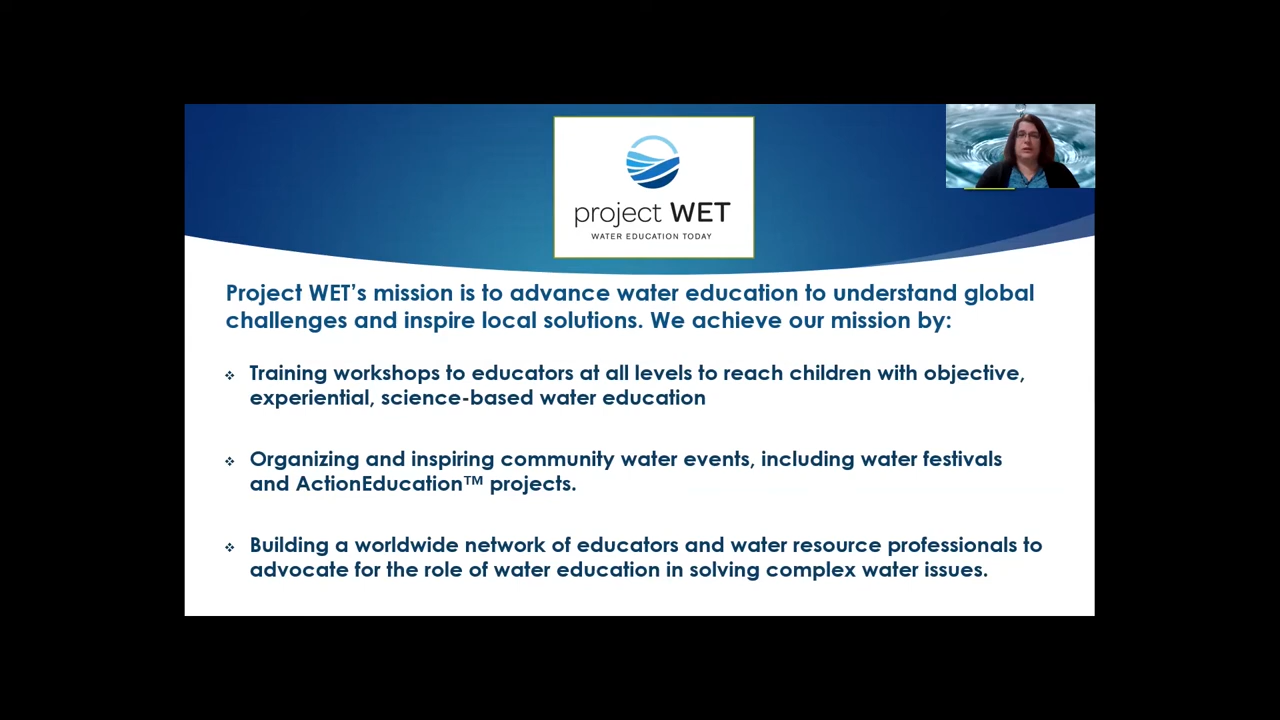 project WET
WATER EDUCATION TODAY
Project WET’s mission is to advance water education to understand global
challenges and inspire local solutions. We achieve our mission by:
Training workshops to educators at all levels to reach children with objective,
experiential, science-based water education
Organizing and inspiring community water events, including water festivals
and ActionEducation™ projects.
Building a worldwide network of educators and water resource professionals to
advocate for the role of water education in solving complex water issues.